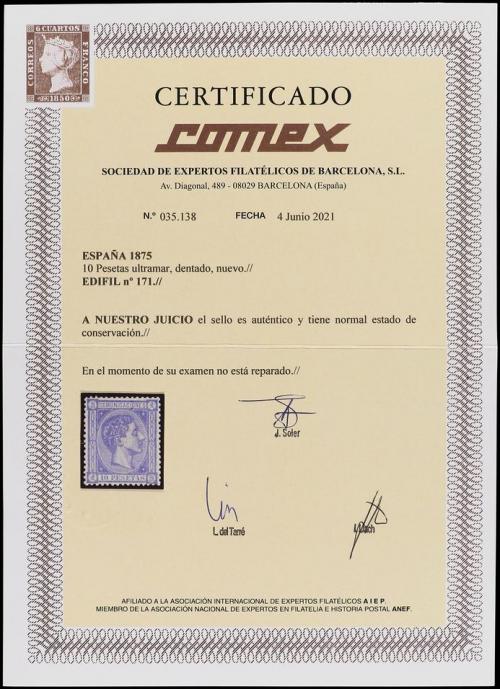 6 CUARTOS
CORREOS
FRANCO
1850
CERTIFICADO
comex
SOCIEDAD DE EXPERTOS FILATÉLICOS DE BARCELONA, S.L.
Av. Diagonal, 489 - 08029 BARCELONA (España)
N.º 035.138 FECHA 4 Junio 2021
ESPAÑA 1875
10 Pesetas ultramar, dentado, nuevo.//
EDIFIL nº 171.//
A NUESTRO JUICIO el sello es auténtico y tiene normal estado de
conservación.//
En el momento de su examen no está reparado.//
COMUNICACIONES
10 PESETAS
J. Soler
L. del Tarré
AFILIADO A LA ASOCIACIÓN INTERNACIONAL DE EXPERTOS FILATÉLICOS A I E P.
MIEMBRO DE LA ASOCIACIÓN NACIONAL DE EXPERTOS EN FILATELIA E HISTORIA POSTAL ANEF.